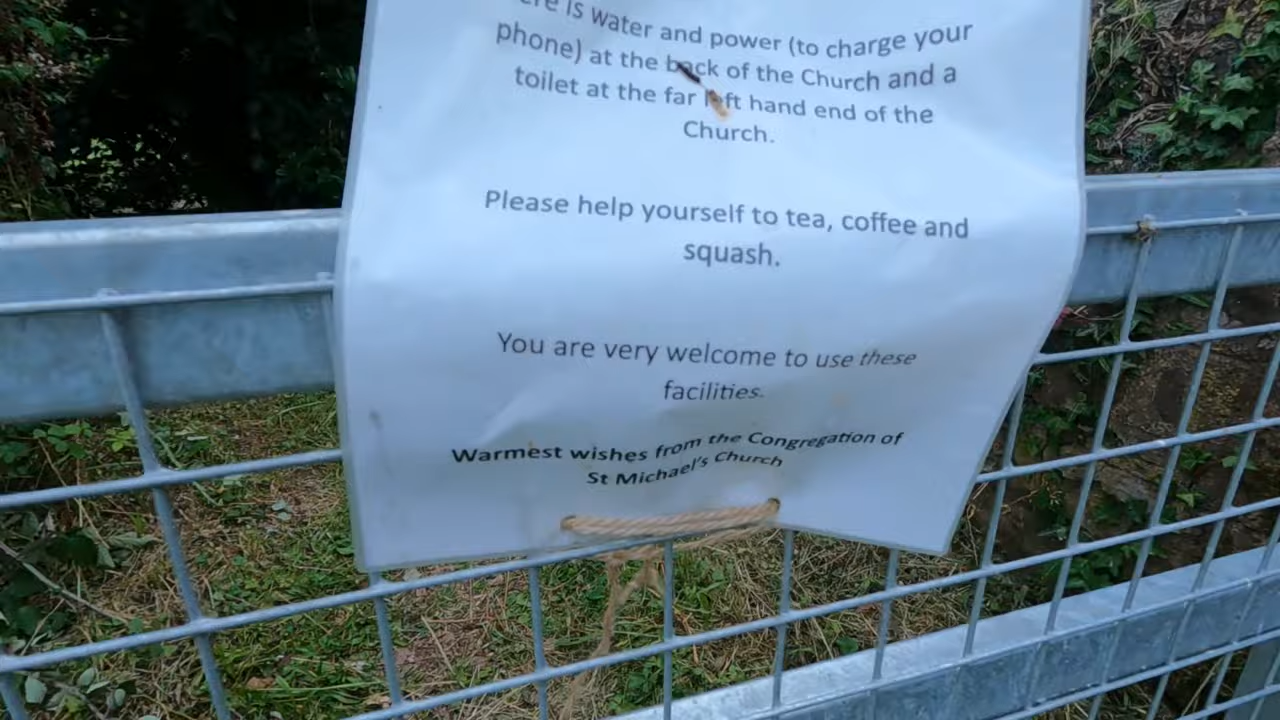 is water and power (to charge your
phone) at the back of the Church and a
toilet at the far left hand end of the
Church.
Please help yourself to tea, coffee and
squash.
You are very welcome to use these
facilities.
Warmest wishes from the Congregation of
St Michael's Church